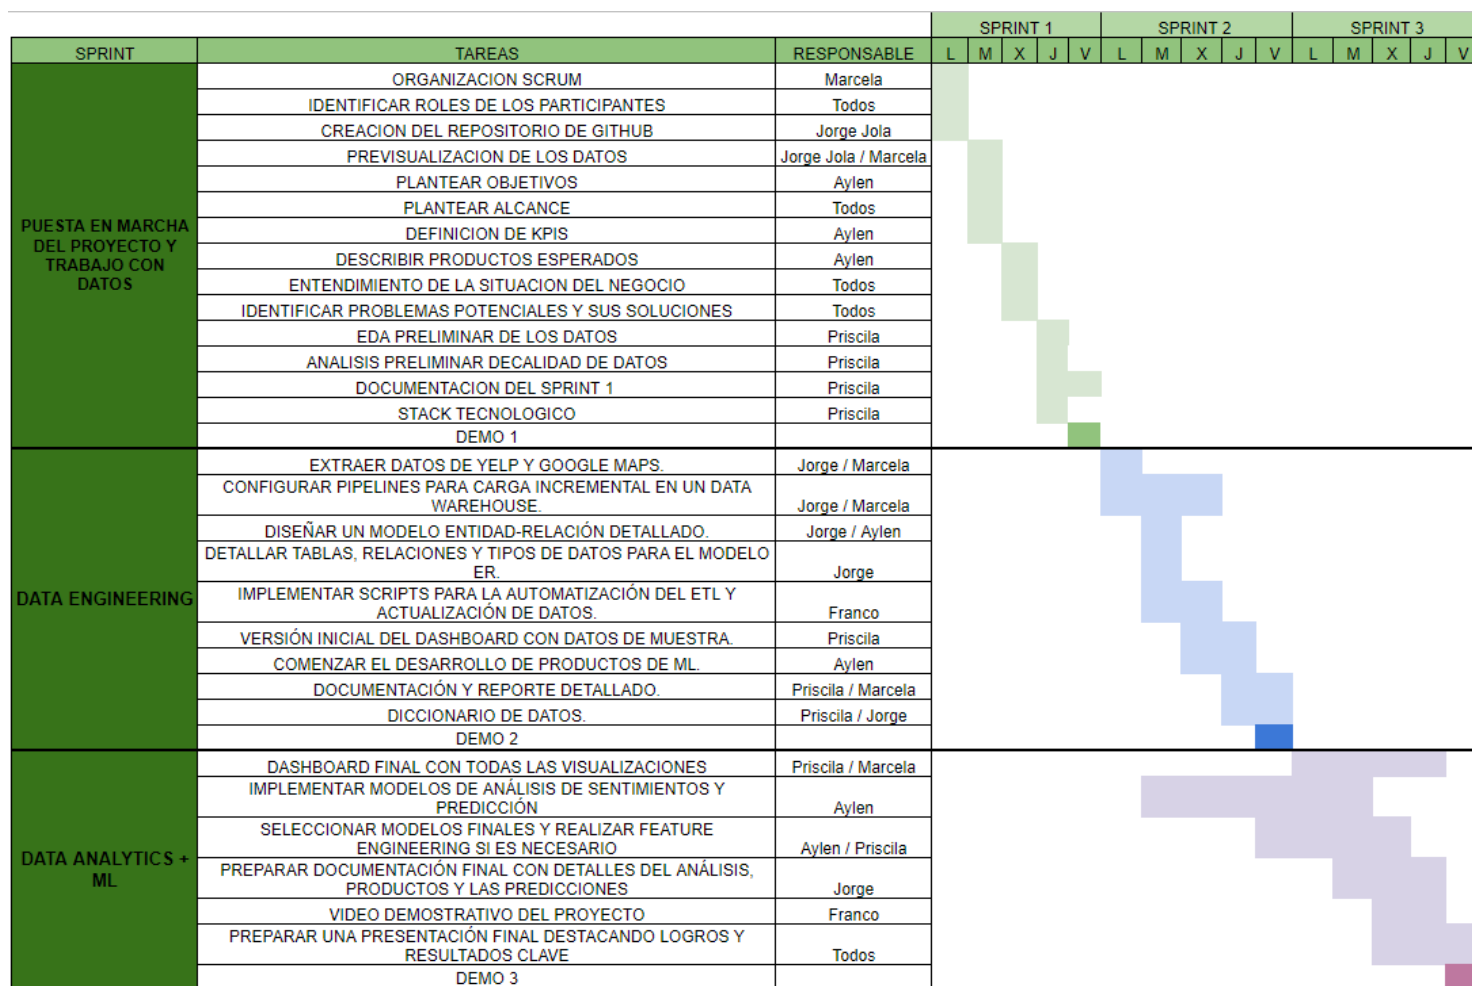 SPRINT 1 SPRINT 2 SPRINT 3
SPRINT TAREAS RESPONSABLE L M X J V L M X J V L M X J V
PUESTA EN MARCHA
DEL PROYECTO Y
TRABAJO CON
DATOS
ORGANIZACION SCRUM Marcela
IDENTIFICAR ROLES DE LOS PARTICIPANTES Todos
CREACION DEL REPOSITORIO DE GITHUB Jorge Jola
PREVISUALIZACION DE LOS DATOS Jorge Jola / Marcela
PLANTEAR OBJETIVOS Aylen
PLANTEAR ALCANCE Todos
DEFINICION DE KPIS Aylen
DESCRIBIR PRODUCTOS ESPERADOS Aylen
ENTENDIMIENTO DE LA SITUACION DEL NEGOCIO Todos
IDENTIFICAR PROBLEMAS POTENCIALES Y SUS SOLUCIONES Todos
EDA PRELIMINAR DE LOS DATOS Priscila
ANALISIS PRELIMINAR DECALIDAD DE DATOS Priscila
DOCUMENTACION DEL SPRINT 1 Priscila
STACK TECNOLOGICO Priscila
DEMO 1
DATA ENGINEERING
EXTRAER DATOS DE YELP Y GOOGLE MAPS. Jorge / Marcela
CONFIGURAR PIPELINES PARA CARGA INCREMENTAL EN UN DATA
WAREHOUSE. Jorge / Marcela
DISEÑAR UN MODELO ENTIDAD-RELACIÓN DETALLADO. Jorge / Aylen
DETALLAR TABLAS, RELACIONES Y TIPOS DE DATOS PARA EL MODELO
ER. Jorge
IMPLEMENTAR SCRIPTS PARA LA AUTOMATIZACIÓN DEL ETL Y
ACTUALIZACIÓN DE DATOS. Franco
VERSIÓN INICIAL DEL DASHBOARD CON DATOS DE MUESTRA. Priscila
COMENZAR EL DESARROLLO DE PRODUCTOS DE ML. Aylen
DOCUMENTACIÓN Y REPORTE DETALLADO. Priscila / Marcela
DICCIONARIO DE DATOS. Priscila / Jorge
DEMO 2
DATA ANALYTICS +
ML
DASHBOARD FINAL CON TODAS LAS VISUALIZACIONES Priscila / Marcela
IMPLEMENTAR MODELOS DE ANÁLISIS DE SENTIMIENTOS Y
PREDICCIÓN Aylen
SELECCIONAR MODELOS FINALES Y REALIZAR FEATURE
ENGINEERING SI ES NECESARIO Aylen / Priscila
PREPARAR DOCUMENTACIÓN FINAL CON DETALLES DEL ANÁLISIS,
PRODUCTOS Y LAS PREDICCIONES Jorge
VIDEO DEMOSTRATIVO DEL PROYECTO Franco
PREPARAR UNA PRESENTACIÓN FINAL DESTACANDO LOGROS Y
RESULTADOS CLAVE Todos
DEMO 3